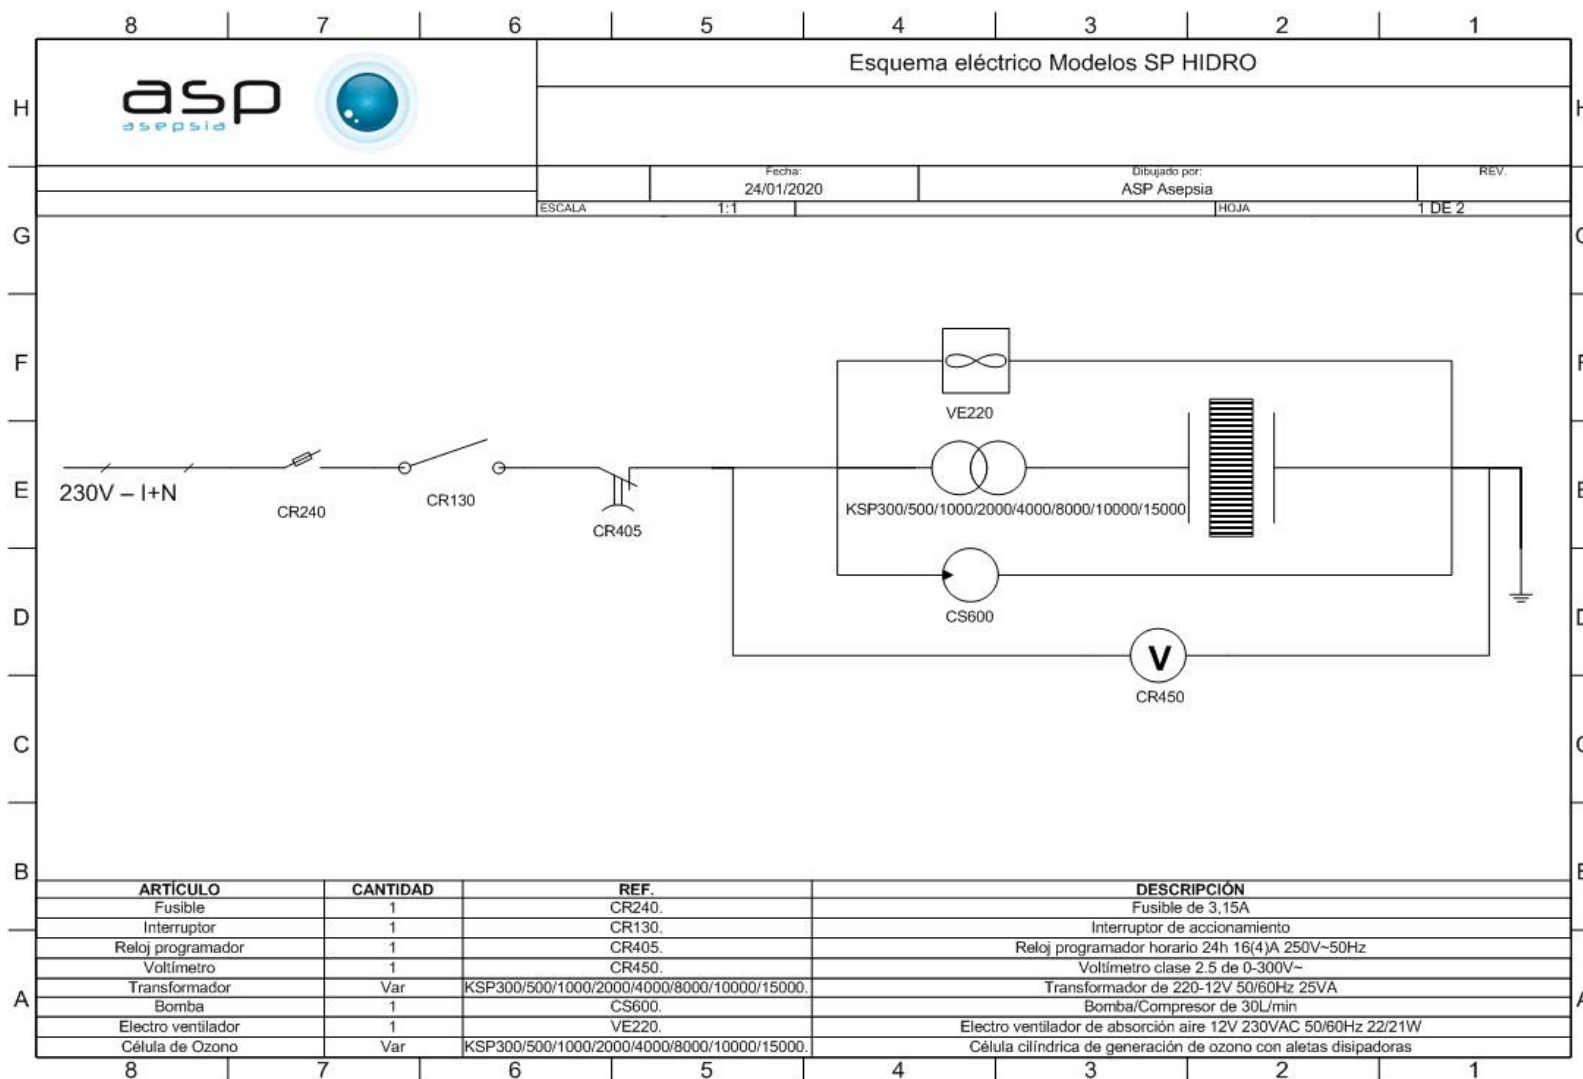 8 7 6 5 4 3 2 1
asp
asepsia
Esquema eléctrico Modelos SP HIDRO
H
Fecha:
24/01/2020
Dibujado por:
ASP Asepsia
REV.
ESCALA 1:1 HOJA 1 DE 2
G
F
VE220
E
230V – I+N
CR240
CR130
CR405
KSP300/500/1000/2000/4000/8000/10000/15000
D
CS600
V
CR450
C
B
ARTÍCULO CANTIDAD REF. DESCRIPCIÓN
Fusible 1 CR240. Fusible de 3,15A
Interruptor 1 CR130. Interruptor de accionamiento
Reloj programador 1 CR405. Reloj programador horario 24h 16(4)A 250V~50Hz
Voltímetro 1 CR450. Voltímetro clase 2.5 de 0-300V~
Transformador Var KSP300/500/1000/2000/4000/8000/10000/15000. Transformador de 220-12V 50/60Hz 25VA
A
Bomba 1 CS600. Bomba/Compresor de 30L/min
Electro ventilador 1 VE220. Electro ventilador de absorción aire 12V 230VAC 50/60Hz 22/21W
Célula de Ozono Var KSP300/500/1000/2000/4000/8000/10000/15000. Célula cilíndrica de generación de ozono con aletas disipadoras
8 7 6 5 4 3 2 1